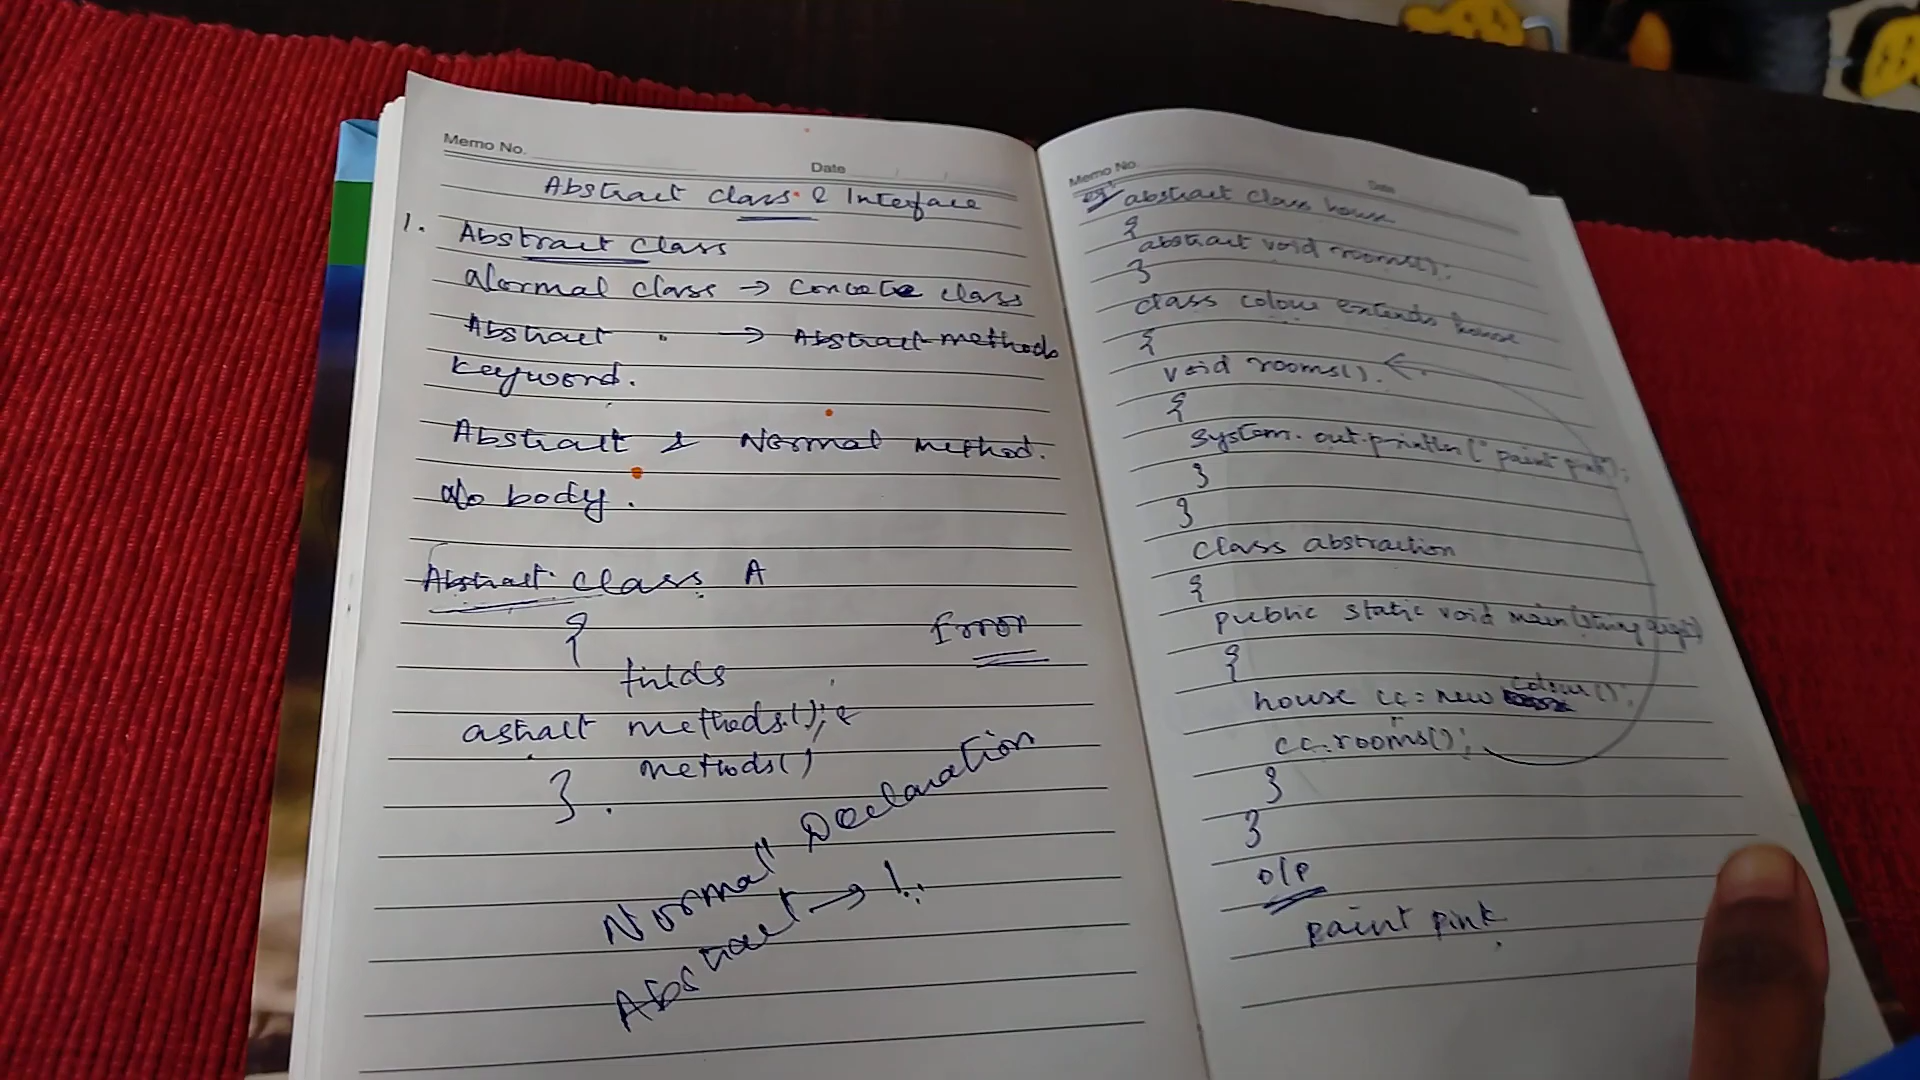 Memo No.
Date
Abstract class & Interface
1. Abstract class
Normal class → Concete class
Abstract " → Abstract methods
keyword.
Abstract & Normal method.
No body.
Abstract class A
{
fields
Error
astract methods();
methods()
}.
Normal Declaration
Abstract →
Memo No.
Date
eg: abstract class house
{
abstract void rooms();
}
class colour extends house
{
void rooms().
{
System.out.println("paint pink");
}
}
class abstraction
{
public static void main(String args[])
{
house cc = new colour();
cc.rooms();
}
}
o/p
paint pink